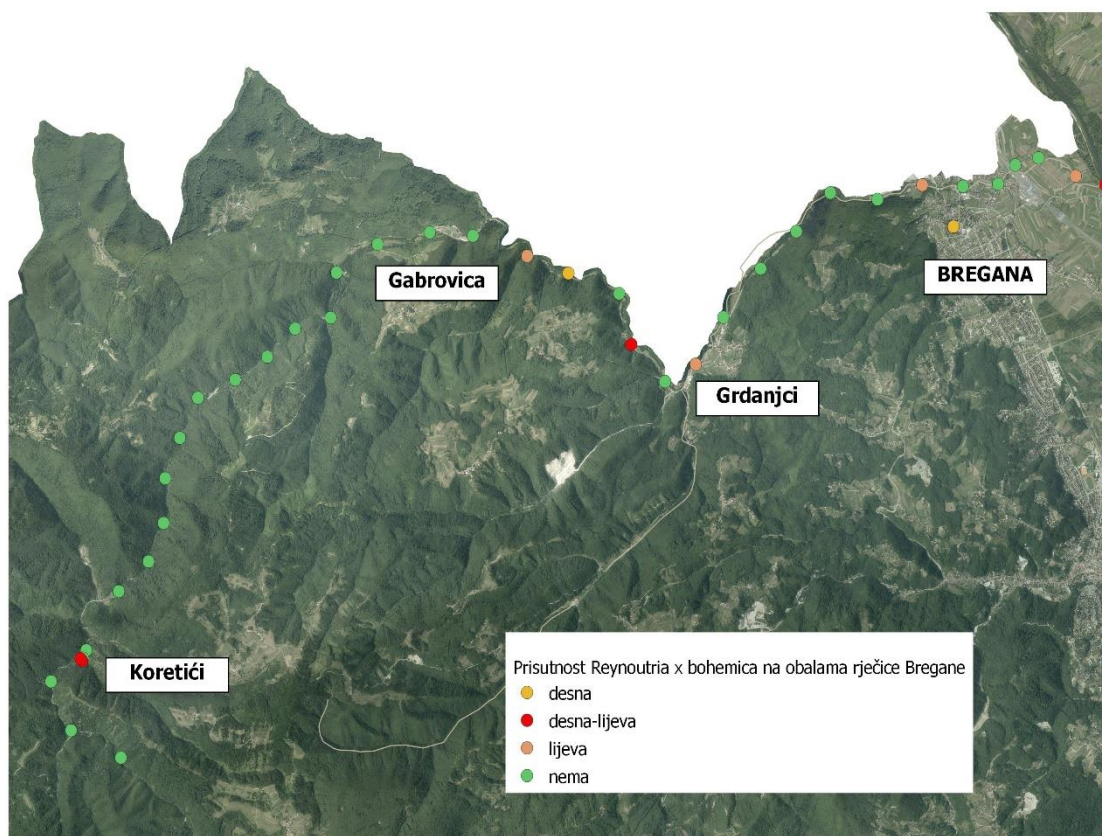 Gabrovica
BREGANA
Grdanjci
Koretići
Prisutnost Reynoutria x bohemica na obalama rječice Bregane
desna
desna-lijeva
lijeva
nema